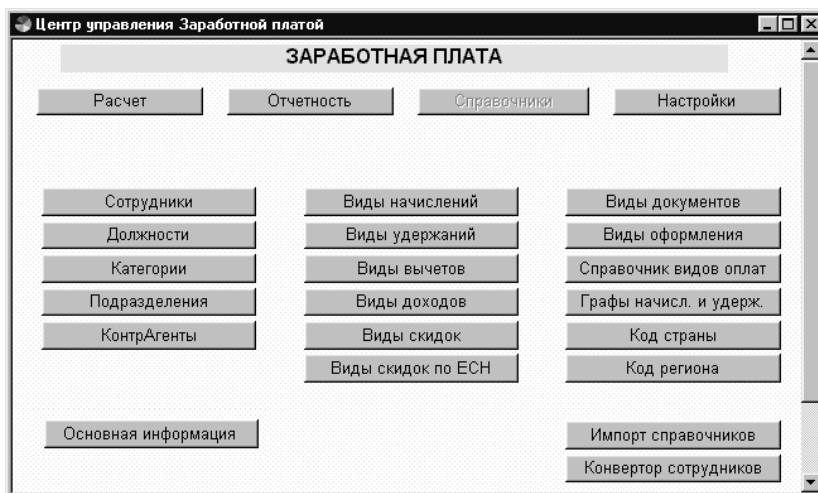 Центр управления Заработной платой
ЗАРАБОТНАЯ ПЛАТА
Расчет Отчетность Справочники Настройки
Сотрудники Виды начислений Виды документов
Должности Виды удержаний Виды оформления
Категории Виды вычетов Справочник видов оплат
Подразделения Виды доходов Графы начисл. и удерж.
КонтрАгенты Виды скидок Код страны
Виды скидок по ЕСН Код региона
Основная информация Импорт справочников
Конвертор сотрудников